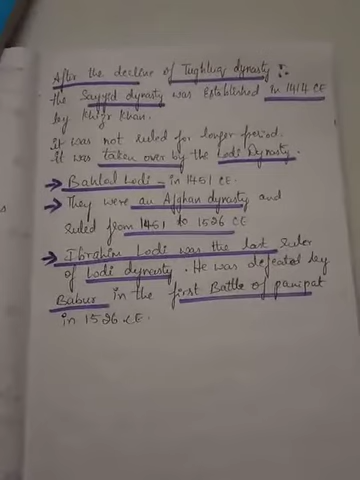 After the decline of Tughluq dynasty :
the Sayyid dynasty was established in 1414 CE
by Khizr Khan.
it was not ruled for longer period.
it was taken over by the Lodi Dynasty.
→ Bahlal Lodi - in 1451 CE.
→ They were an Afghan dynasty and
rulid from 1451 to 1526 CE
→ Ibrahim Lodi was the last ruler
of Lodi dynasty. He was defeated by
Babur in the first Battle of panipat
in 1526 CE.